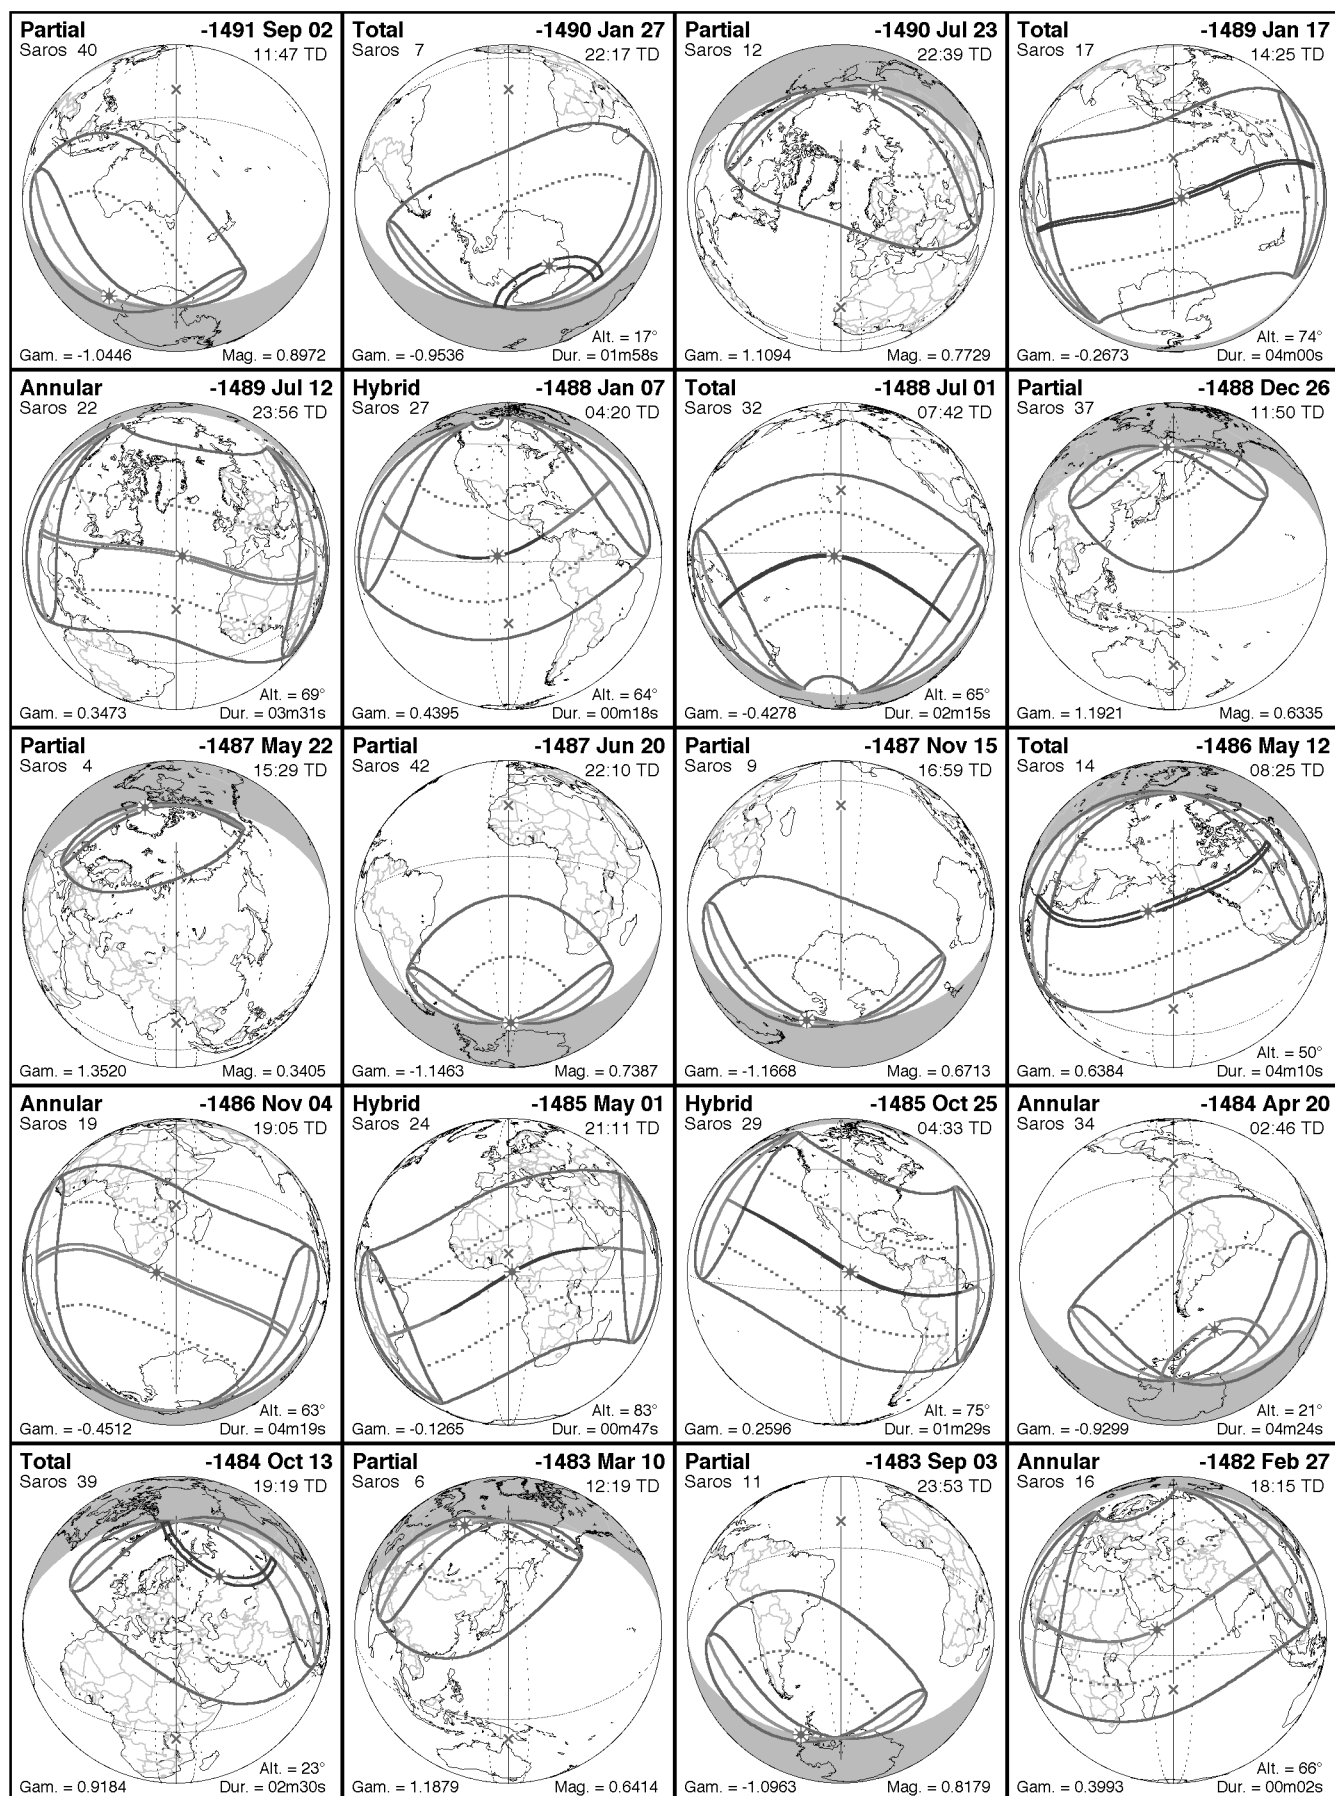 Partial -1491 Sep 02
Saros 40 11:47 TD
Gam. = -1.0446 Mag. = 0.8972
Total -1490 Jan 27
Saros 7 22:17 TD
Alt. = 17°
Gam. = -0.9536 Dur. = 01m58s
Partial -1490 Jul 23
Saros 12 22:39 TD
Gam. = 1.1094 Mag. = 0.7729
Total -1489 Jan 17
Saros 17 14:25 TD
Alt. = 74°
Gam. = -0.2673 Dur. = 04m00s
Annular -1489 Jul 12
Saros 22 23:56 TD
Alt. = 69°
Gam. = 0.3473 Dur. = 03m31s
Hybrid -1488 Jan 07
Saros 27 04:20 TD
Alt. = 64°
Gam. = 0.4395 Dur. = 00m18s
Total -1488 Jul 01
Saros 32 07:42 TD
Alt. = 65°
Gam. = -0.4278 Dur. = 02m15s
Partial -1488 Dec 26
Saros 37 11:50 TD
Gam. = 1.1921 Mag. = 0.6335
Partial -1487 May 22
Saros 4 15:29 TD
Gam. = 1.3520 Mag. = 0.3405
Partial -1487 Jun 20
Saros 42 22:10 TD
Gam. = -1.1463 Mag. = 0.7387
Partial -1487 Nov 15
Saros 9 16:59 TD
Gam. = -1.1668 Mag. = 0.6713
Total -1486 May 12
Saros 14 08:25 TD
Alt. = 50°
Gam. = 0.6384 Dur. = 04m10s
Annular -1486 Nov 04
Saros 19 19:05 TD
Alt. = 63°
Gam. = -0.4512 Dur. = 04m19s
Hybrid -1485 May 01
Saros 24 21:11 TD
Alt. = 83°
Gam. = -0.1265 Dur. = 00m47s
Hybrid -1485 Oct 25
Saros 29 04:33 TD
Alt. = 75°
Gam. = 0.2596 Dur. = 01m29s
Annular -1484 Apr 20
Saros 34 02:46 TD
Alt. = 21°
Gam. = -0.9299 Dur. = 04m24s
Total -1484 Oct 13
Saros 39 19:19 TD
Alt. = 23°
Gam. = 0.9184 Dur. = 02m30s
Partial -1483 Mar 10
Saros 6 12:19 TD
Gam. = 1.1879 Mag. = 0.6414
Partial -1483 Sep 03
Saros 11 23:53 TD
Gam. = -1.0963 Mag. = 0.8179
Annular -1482 Feb 27
Saros 16 18:15 TD
Alt. = 66°
Gam. = 0.3993 Dur. = 00m02s